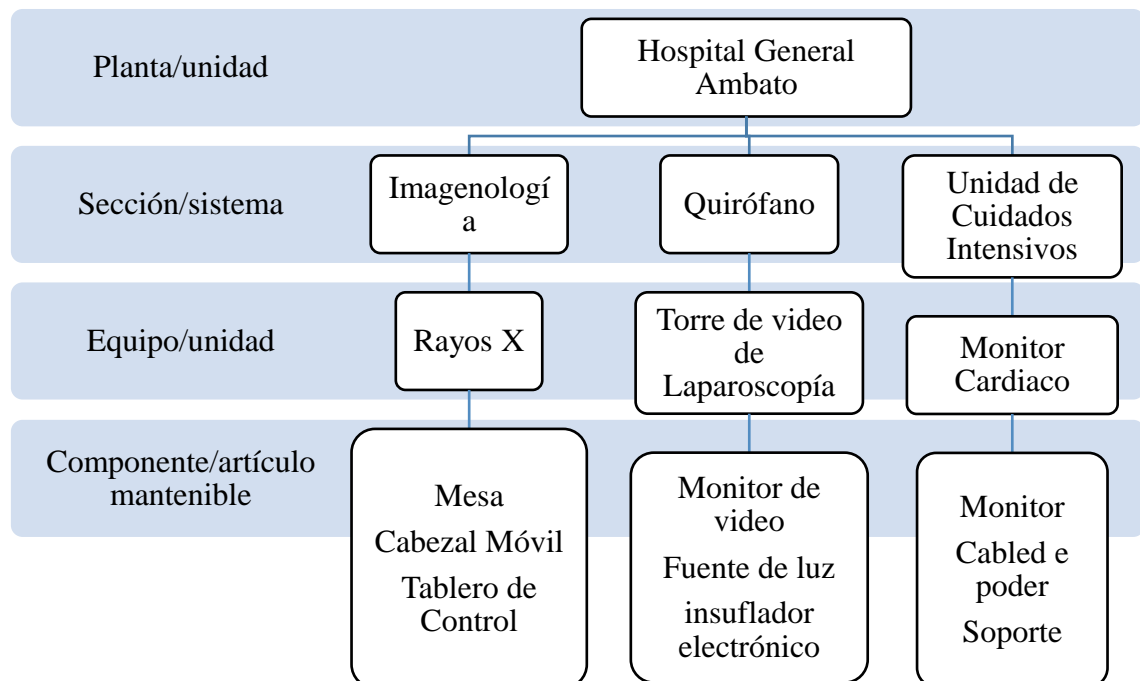 Planta/unidad
Hospital General
Ambato
Sección/sistema
Imagenologí
a
Quirófano
Unidad de
Cuidados
Intensivos
Equipo/unidad
Rayos X
Torre de video
de
Laparoscopía
Monitor
Cardiaco
Componente/artículo
mantenible
Mesa
Cabezal Móvil
Tablero de
Control
Monitor de
video
Fuente de luz
insuflador
electrónico
Monitor
Cabled e
poder
Soporte